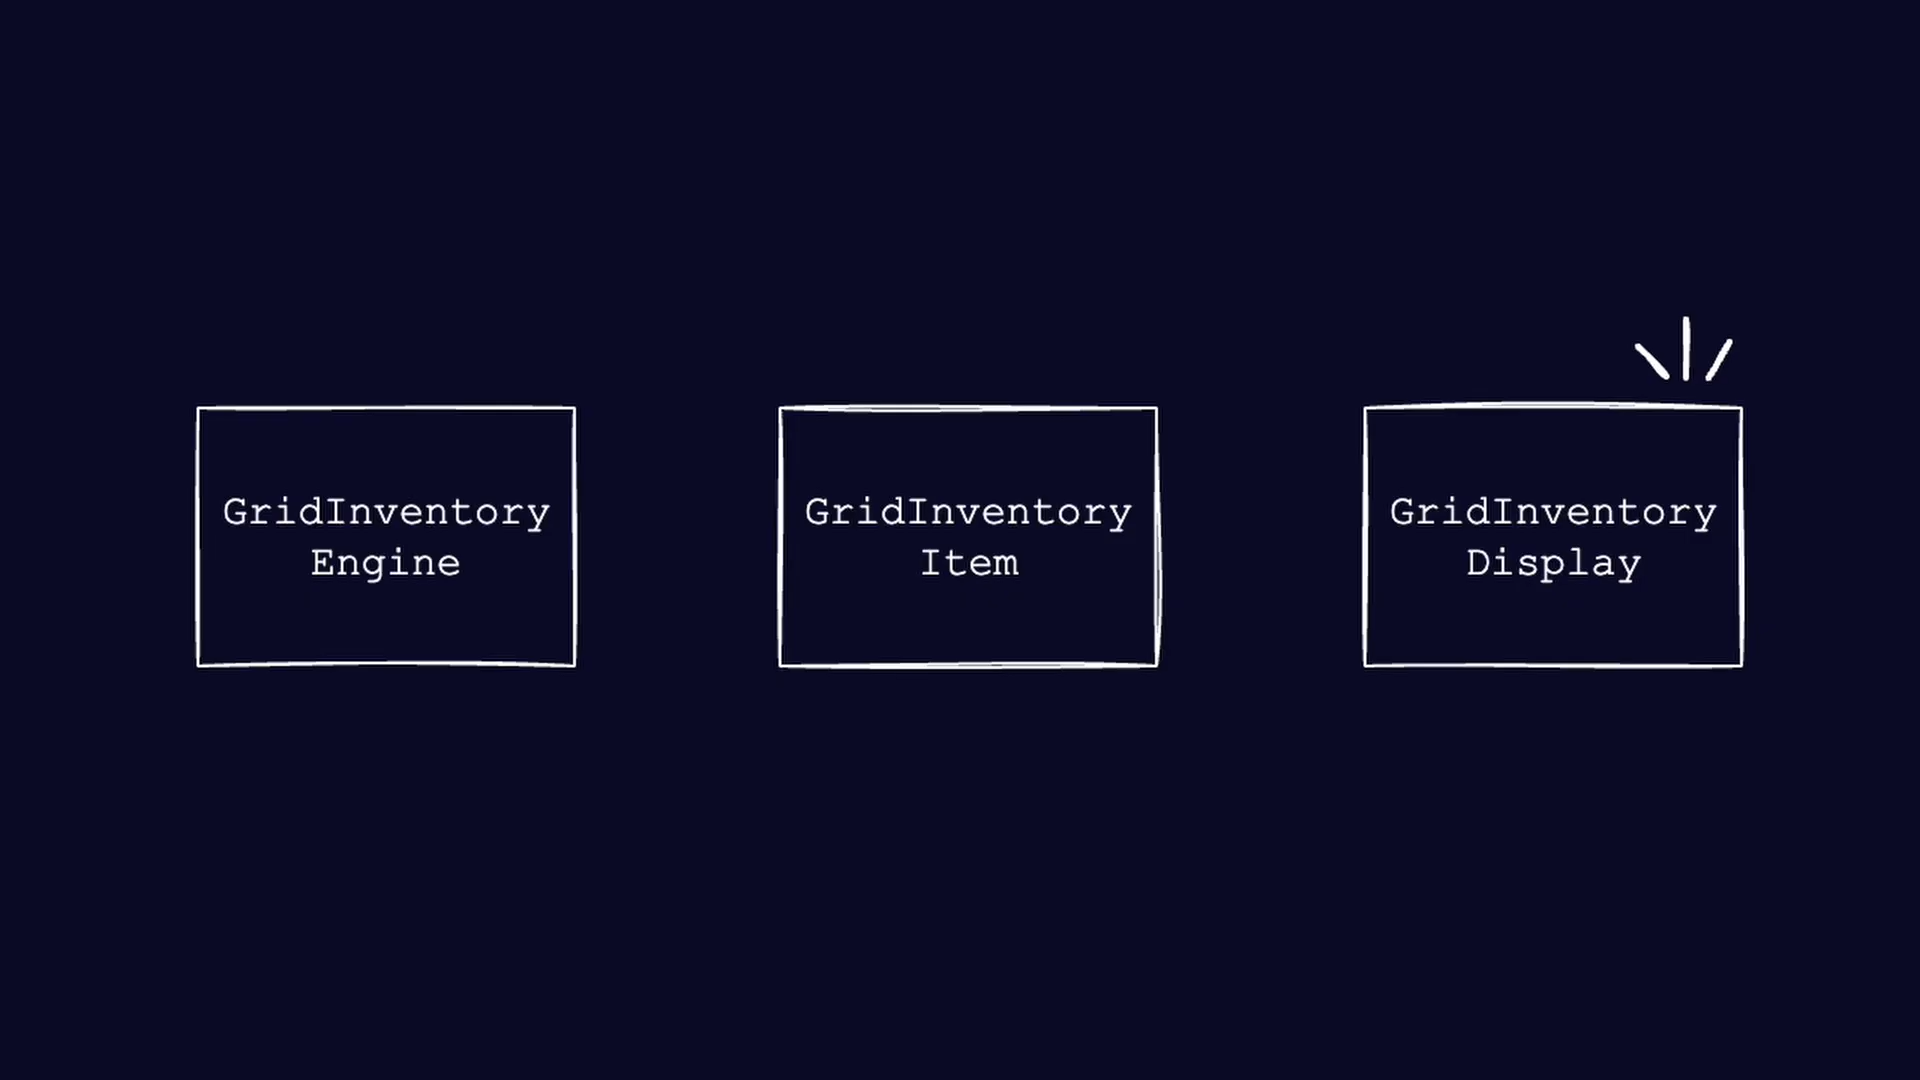 GridInventory
Engine
GridInventory
Item
GridInventory
Display